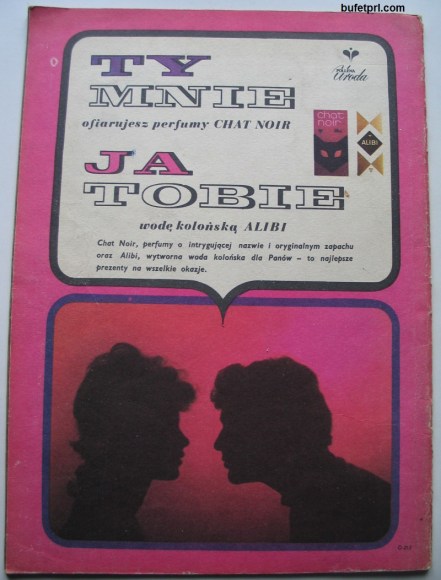 bufetprl.com
TY
MNIE
ofiarujesz perfumy CHAT NOIR
Uroda
chat
noir
ALIBI
JA
TOBIE
wodę kolońską ALIBI
Chat Noir, perfumy o intrygującej nazwie i oryginalnym zapachu
oraz Alibi, wytworna woda kolońska dla Panów – to najlepsze
prezenty na wszelkie okazje.